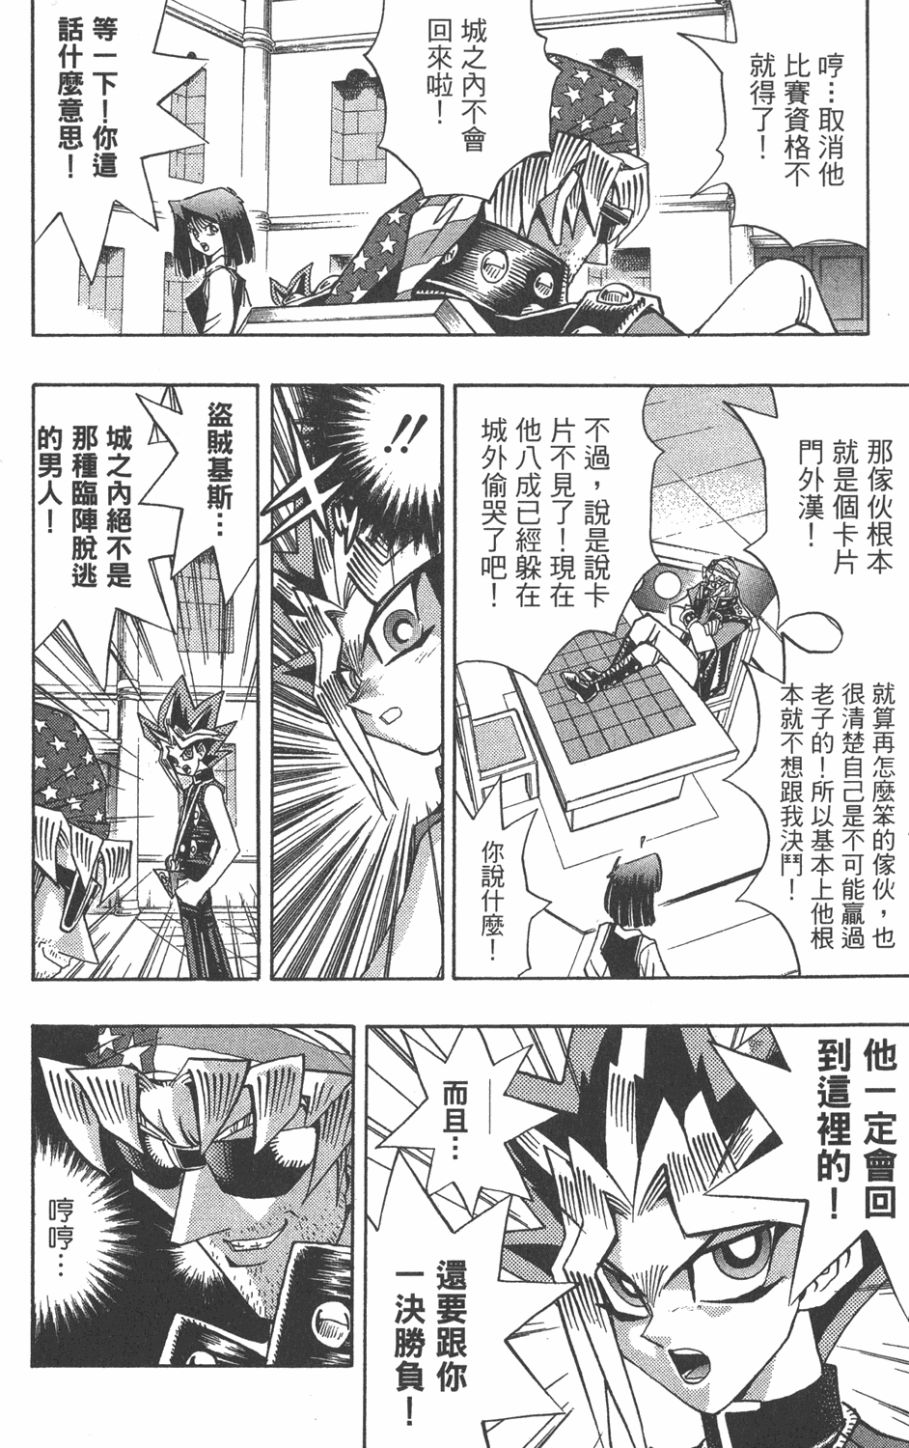 哼…取消他
比賽資格不
就得了！
城之內不會
回來啦！
等一下！你這
話什麼意思！
那傢伙根本
就是個卡片
門外漢！
就算再怎麼笨的傢伙，也
很清楚自己是不可能贏過
老子的！所以基本上他根
本就不想跟我決鬥！
不過，說是說卡
片不見了！現在
他八成已經躲在
城外偷哭了吧！
你說什麼！
!!
盜賊基斯…
城之內絕不是
那種臨陣脫逃
的男人！
他一定會回
到這裡的！
而且…
還要跟你
一決勝負！
哼哼…